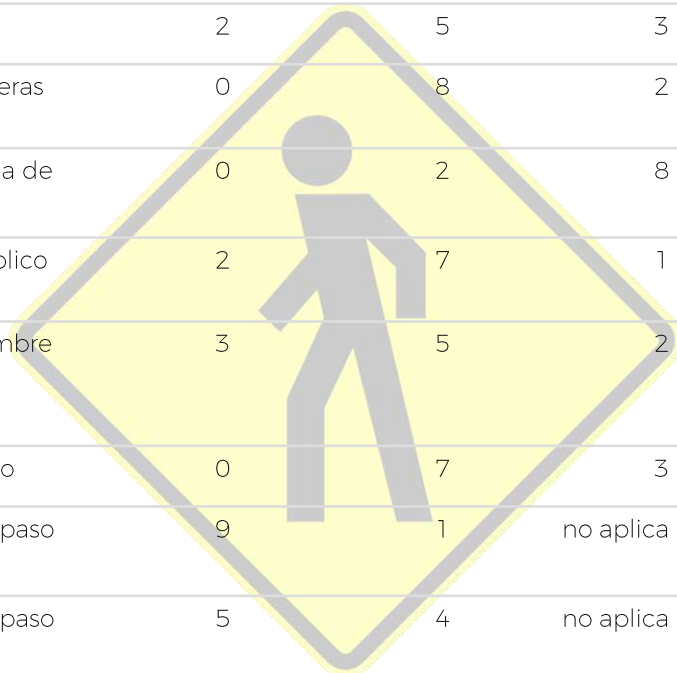 2 5 3
eras 0 8 2
a de 0 2 8
blico 2 7 1
mbre 3 5 2
o 0 7 3
paso 9 1 no aplica
paso 5 4 no aplica